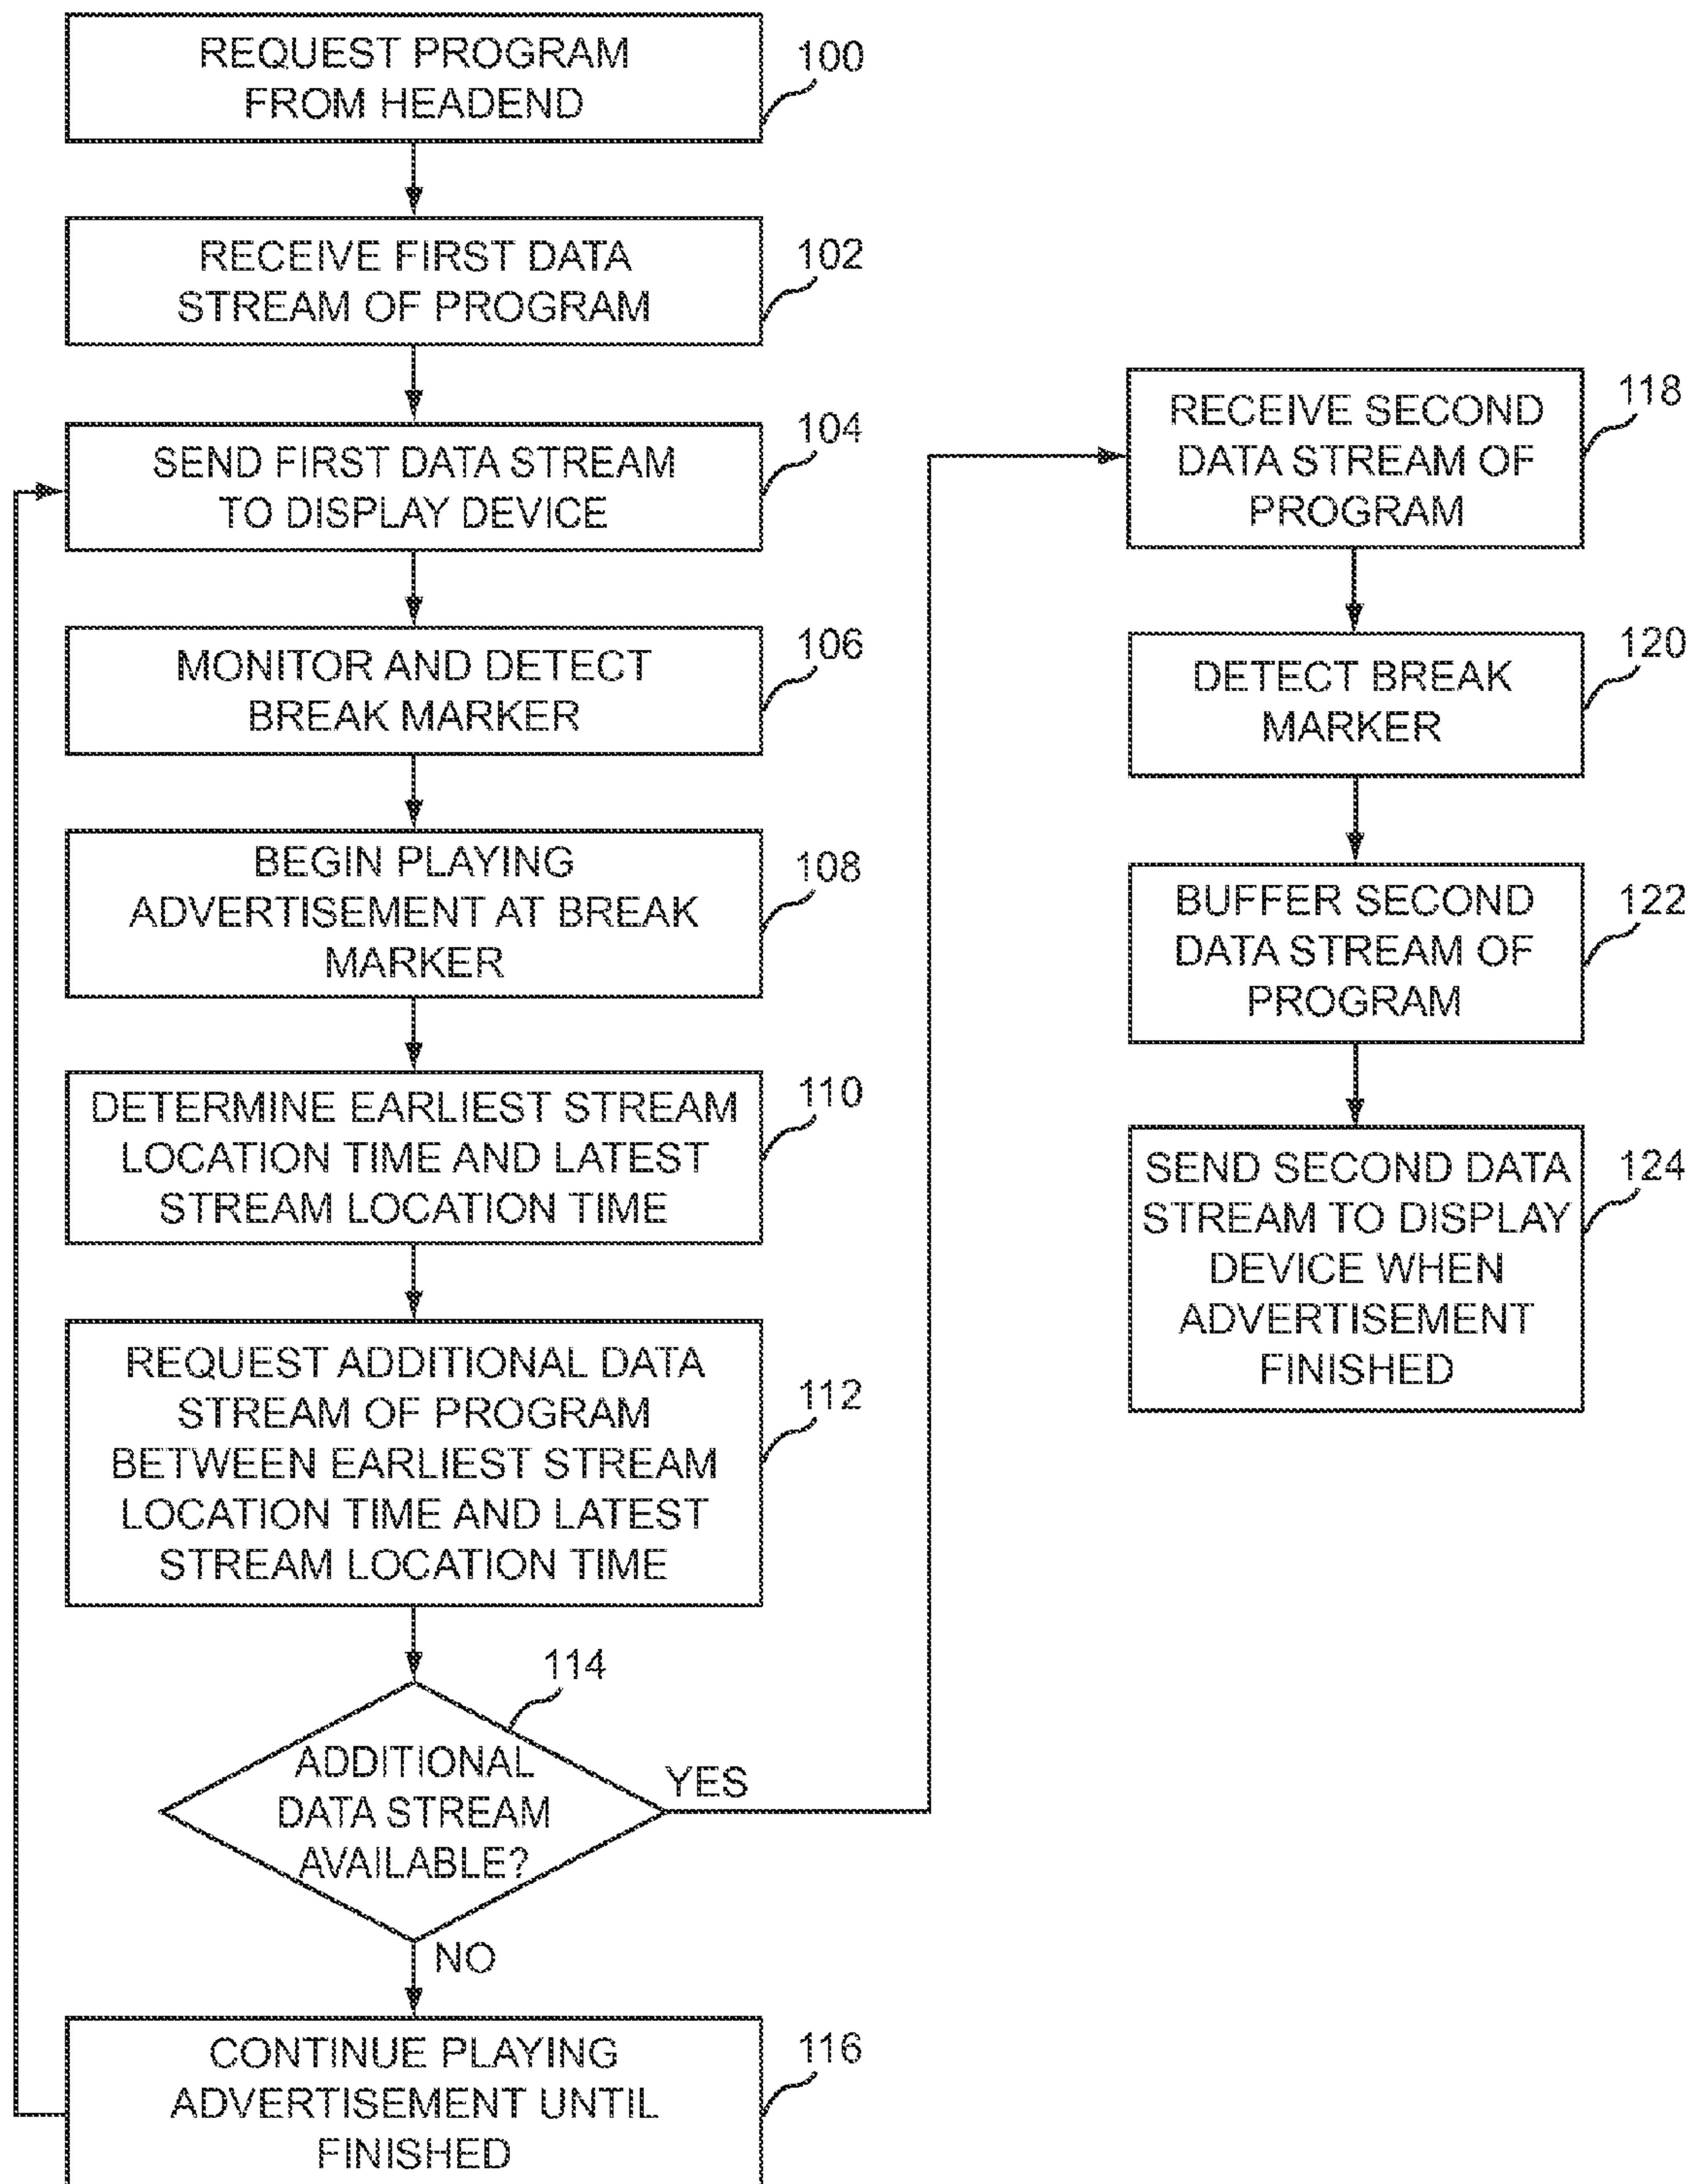 REQUEST PROGRAM
FROM HEADEND
100
RECEIVE FIRST DATA
STREAM OF PROGRAM
102
SEND FIRST DATA STREAM
TO DISPLAY DEVICE
104
MONITOR AND DETECT
BREAK MARKER
106
BEGIN PLAYING
ADVERTISEMENT AT BREAK
MARKER
108
DETERMINE EARLIEST STREAM
LOCATION TIME AND LATEST
STREAM LOCATION TIME
110
REQUEST ADDITIONAL DATA
STREAM OF PROGRAM
BETWEEN EARLIEST STREAM
LOCATION TIME AND LATEST
STREAM LOCATION TIME
112
114
ADDITIONAL
DATA STREAM
AVAILABLE?
YES
NO
CONTINUE PLAYING
ADVERTISEMENT UNTIL
FINISHED
116
RECEIVE SECOND
DATA STREAM OF
PROGRAM
118
DETECT BREAK
MARKER
120
BUFFER SECOND
DATA STREAM OF
PROGRAM
122
SEND SECOND DATA
STREAM TO DISPLAY
DEVICE WHEN
ADVERTISEMENT
FINISHED
124